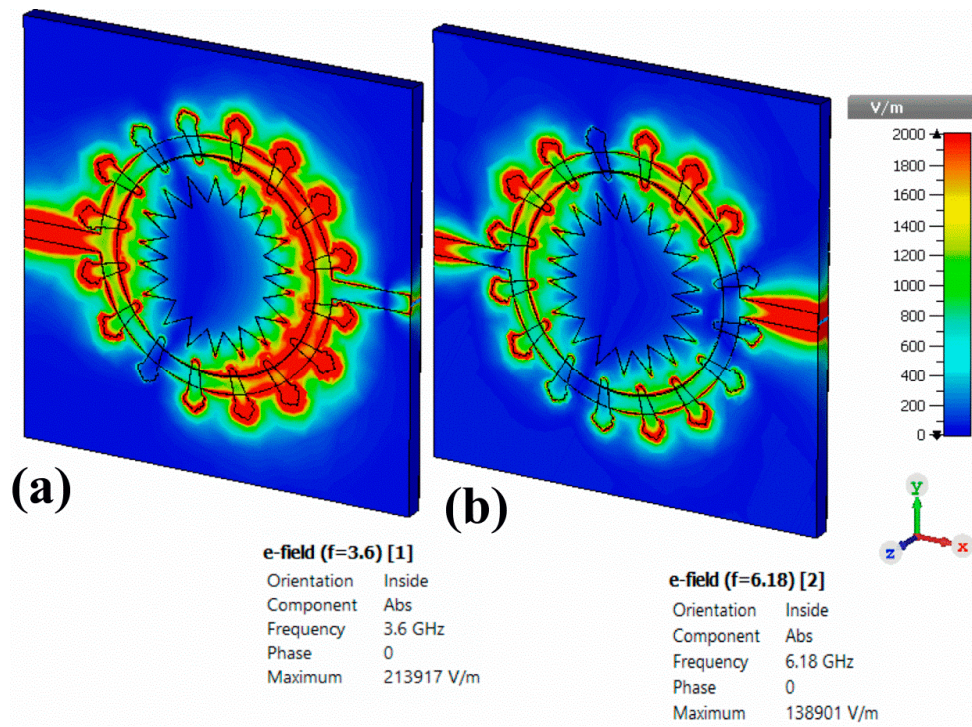 V/m
2000
1800
1600
1400
1200
1000
800
600
400
200
0
(a)
(b)
y
z
x
e-field (f=3.6) [1]
Orientation Inside
Component Abs
Frequency 3.6 GHz
Phase 0
Maximum 213917 V/m
e-field (f=6.18) [2]
Orientation Inside
Component Abs
Frequency 6.18 GHz
Phase 0
Maximum 138901 V/m